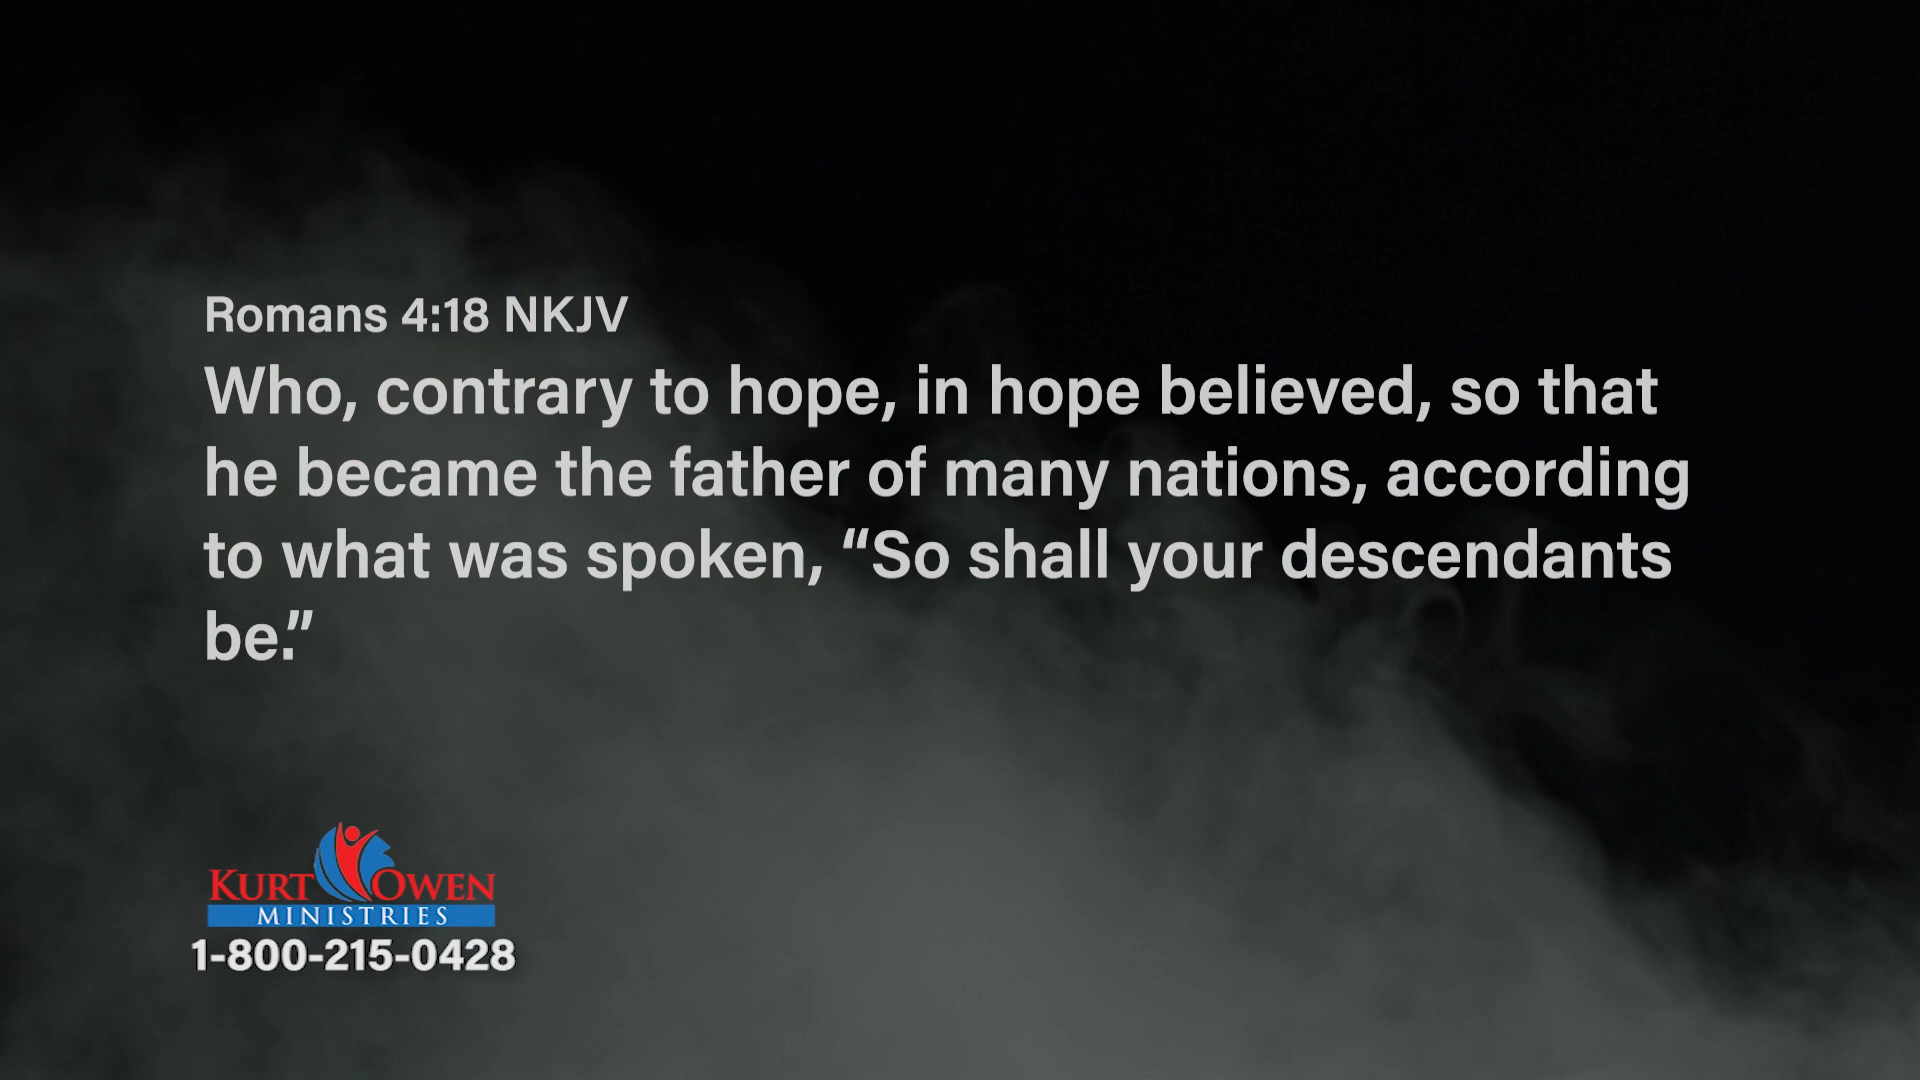 Romans 4:18 NKJV
Who, contrary to hope, in hope believed, so that
he became the father of many nations, according
to what was spoken, “So shall your descendants
be.”
KURT OWEN
MINISTRIES
1-800-215-0428